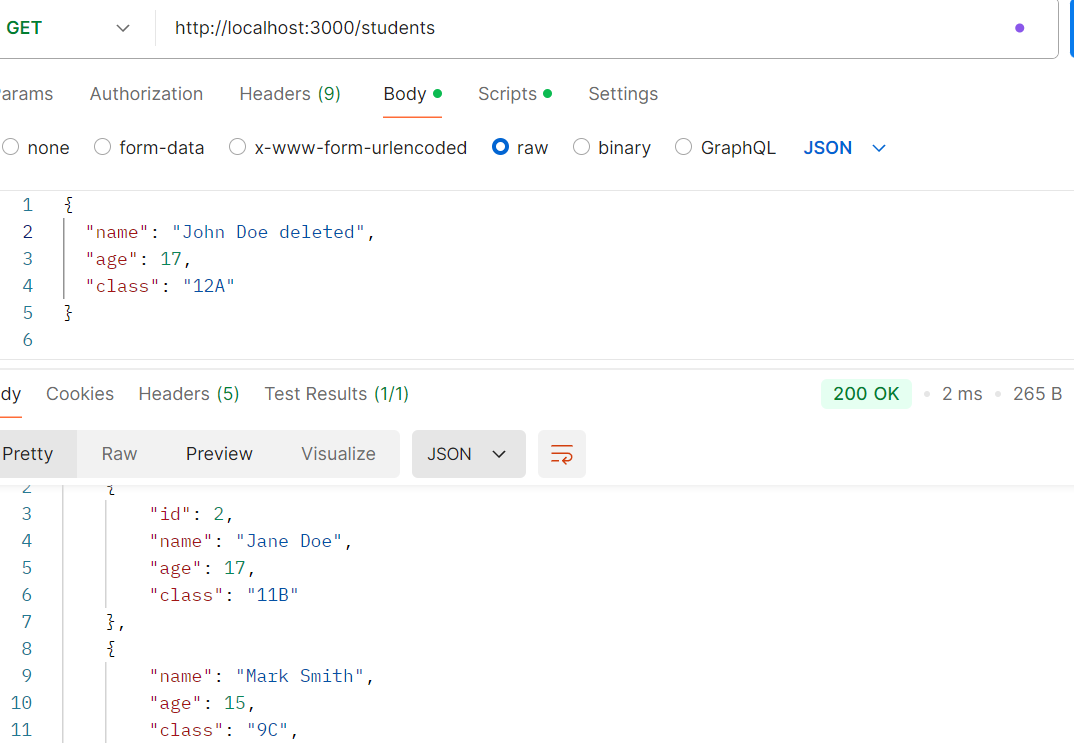 GET http://localhost:3000/students
arams Authorization Headers (9) Body Scripts Settings
none form-data x-www-form-urlencoded raw binary GraphQL JSON
1 {
2 "name": "John Doe deleted",
3 "age": 17,
4 "class": "12A"
5 }
6
dy Cookies Headers (5) Test Results (1/1) 200 OK 2 ms 265 B
Pretty Raw Preview Visualize JSON
2 {
3 "id": 2,
4 "name": "Jane Doe",
5 "age": 17,
6 "class": "11B"
7 },
8 {
9 "name": "Mark Smith",
10 "age": 15,
11 "class": "9C",